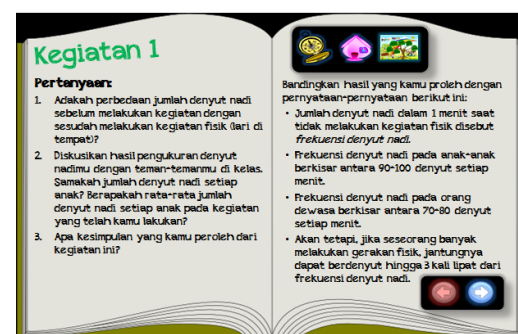 Kegiatan 1
Pertanyaan:
1. Adakah perbedaan jumlah denyut nadi
sebelum melakukan kegiatan dengan
sesudah melakukan kegiatan fisik (lari di
tempat)?
2. Diskusikan hasil pengukuran denyut
nadimu dengan teman-temanmu di kelas.
Samakah jumlah denyut nadi setiap
anak? Berapakah rata-rata jumlah
denyut nadi setiap anak pada kegiatan
yang telah kamu lakukan?
3. Apa kesimpulan yang kamu peroleh dari
kegiatan ini?
Bandingkan hasil yang kamu proleh dengan
pernyataan-pernyataan berikut ini:
• Jumlah denyut nadi dalam 1 menit saat
tidak melakukan kegiatan fisik disebut
frekuensi denyut nadi.
• Frekuensi denyut nadi pada anak-anak
berkisar antara 90-100 denyut setiap
menit.
• Frekuensi denyut nadi pada orang
dewasa berkisar antara 70-80 denyut
setiap menit.
• Akan tetapi, jika seseorang banyak
melakukan gerakan fisik, jantungnya
dapat berdenyut hingga 3 kali lipat dari
frekuensi denyut nadi.